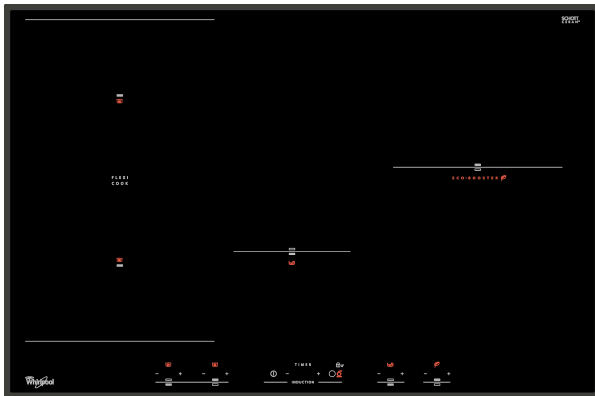 SCHOTT
CERAN®
FLEXI
COOK
ECO-BOOSTER
TIMER
INDUCTION
Whirlpool